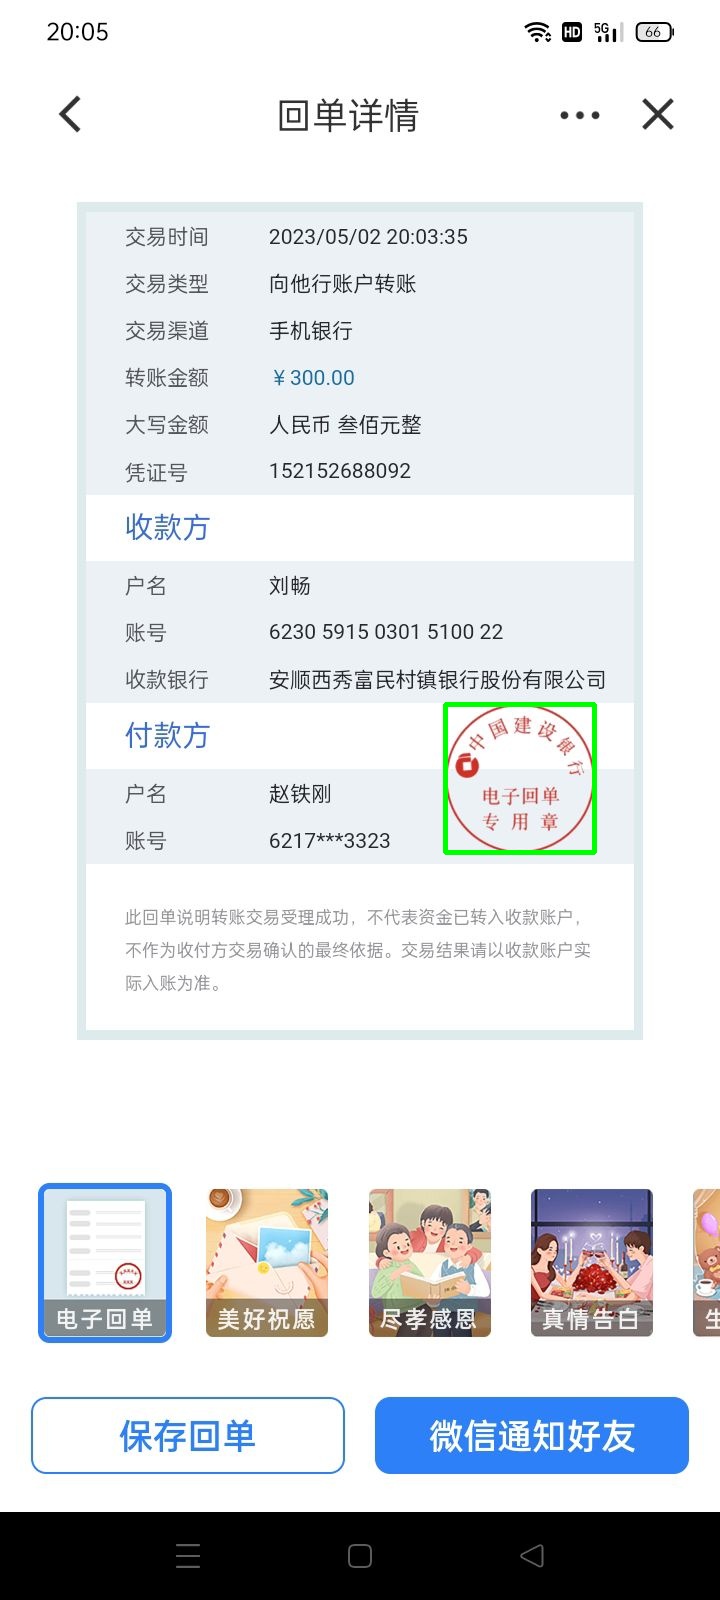 20:05
HD 5G 66
回单详情
交易时间 2023/05/02 20:03:35
交易类型 向他行账户转账
交易渠道 手机银行
转账金额 ¥300.00
大写金额 人民币 叁佰元整
凭证号 152152688092
收款方
户名 刘畅
账号 6230 5915 0301 5100 22
收款银行 安顺西秀富民村镇银行股份有限公司
付款方
中国建设银行
电子回单
专用章
户名 赵铁刚
账号 6217***3323
此回单说明转账交易受理成功，不代表资金已转入收款账户，
不作为收付方交易确认的最终依据。交易结果请以收款账户实
际入账为准。
电子回单 美好祝愿 尽孝感恩 真情告白
保存回单 微信通知好友